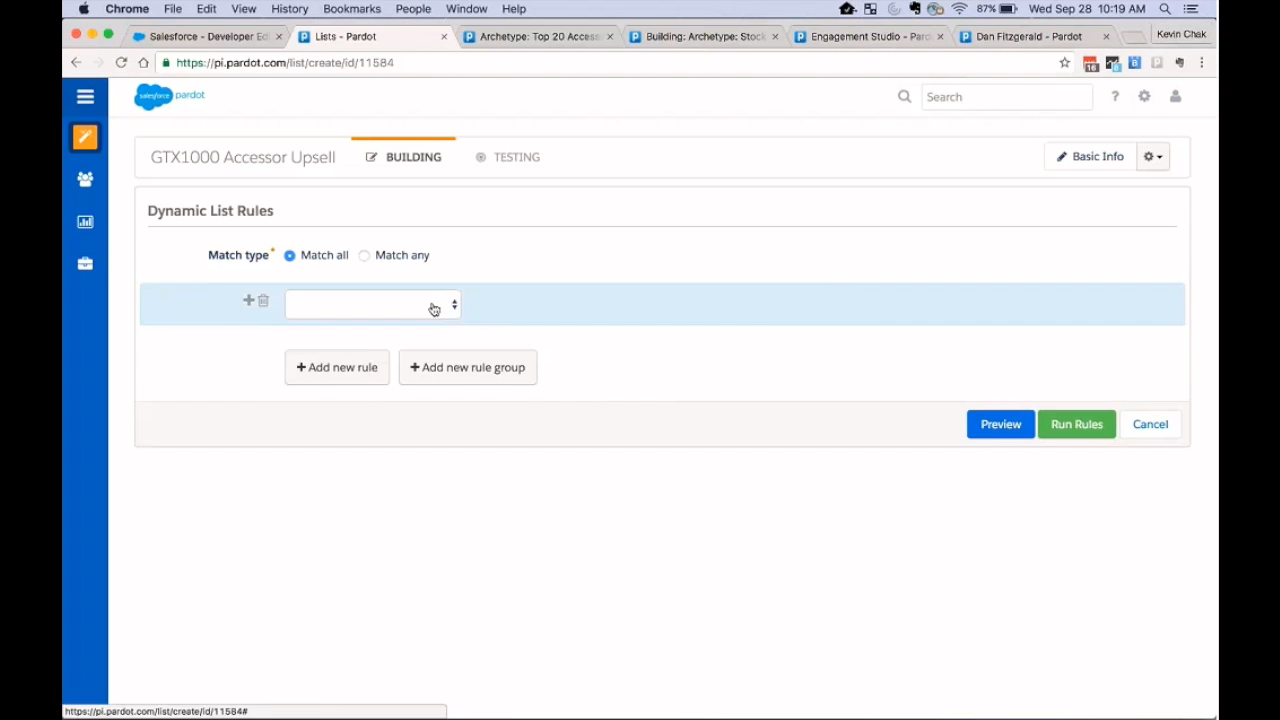 Chrome File Edit View History Bookmarks People Window Help 87% Wed Sep 28 10:19 AM
Salesforce - Developer Edi
Lists - Pardot
Archetype: Top 20 Access
Building: Archetype: Stock
Engagement Studio - Pard
Dan Fitzgerald - Pardot
Kevin Chak
https://pi.pardot.com/list/create/id/11584
salesforce pardot
Search
GTX1000 Accessor Upsell
BUILDING
TESTING
Basic Info
Dynamic List Rules
Match type
Match all
Match any
Add new rule
Add new rule group
Preview
Run Rules
Cancel
https://pi.pardot.com/list/create/id/11584#